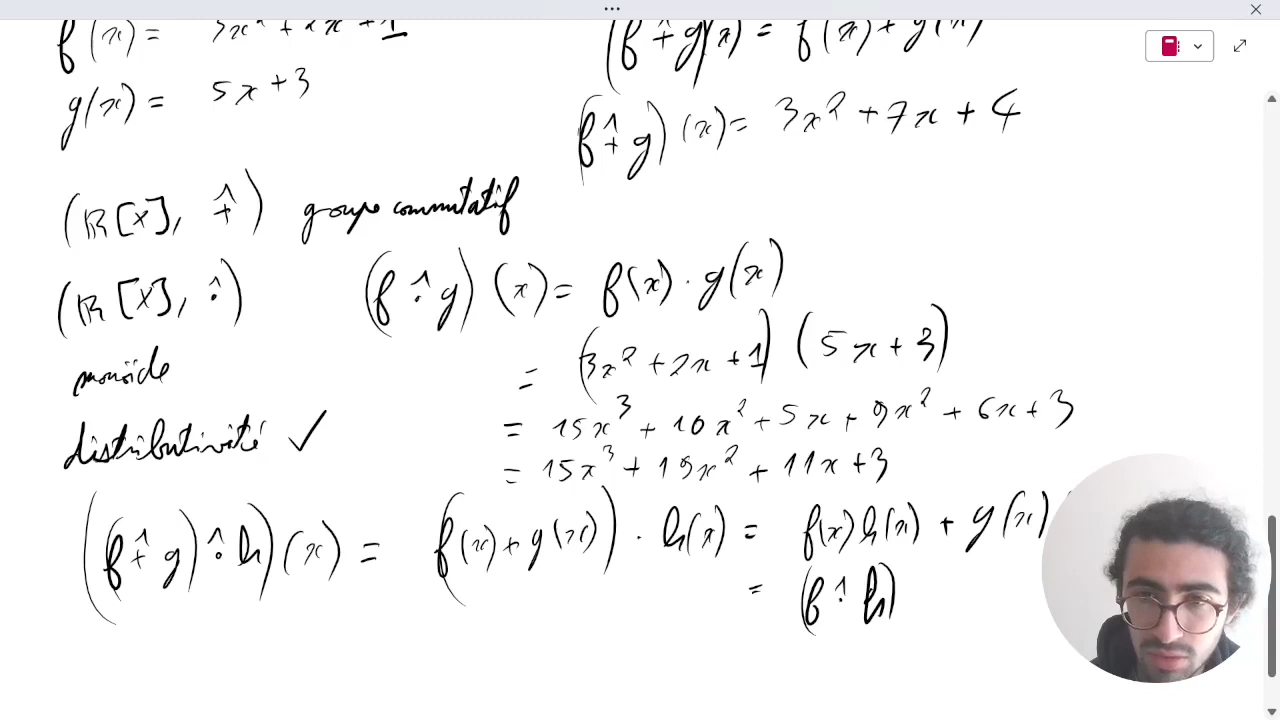 f(x) = 3x² + 2x + 1
(f +̂ g)(x) = f(x) + g(x)
g(x) = 5x + 3
(f +̂ g)(x) = 3x² + 7x + 4
(ℝ[X], +̂) groupe commutatif
(ℝ[X], ·̂) (f ·̂ g)(x) = f(x) · g(x)
monoïde = (3x² + 2x + 1)(5x + 3)
= 15x³ + 10x² + 5x + 9x² + 6x + 3
distributivité ✓
= 15x³ + 19x² + 11x + 3
((f +̂ g) ·̂ h)(x) = (f(x) + g(x)) · h(x) = f(x)h(x) + g(x)
= (f ·̂ h)